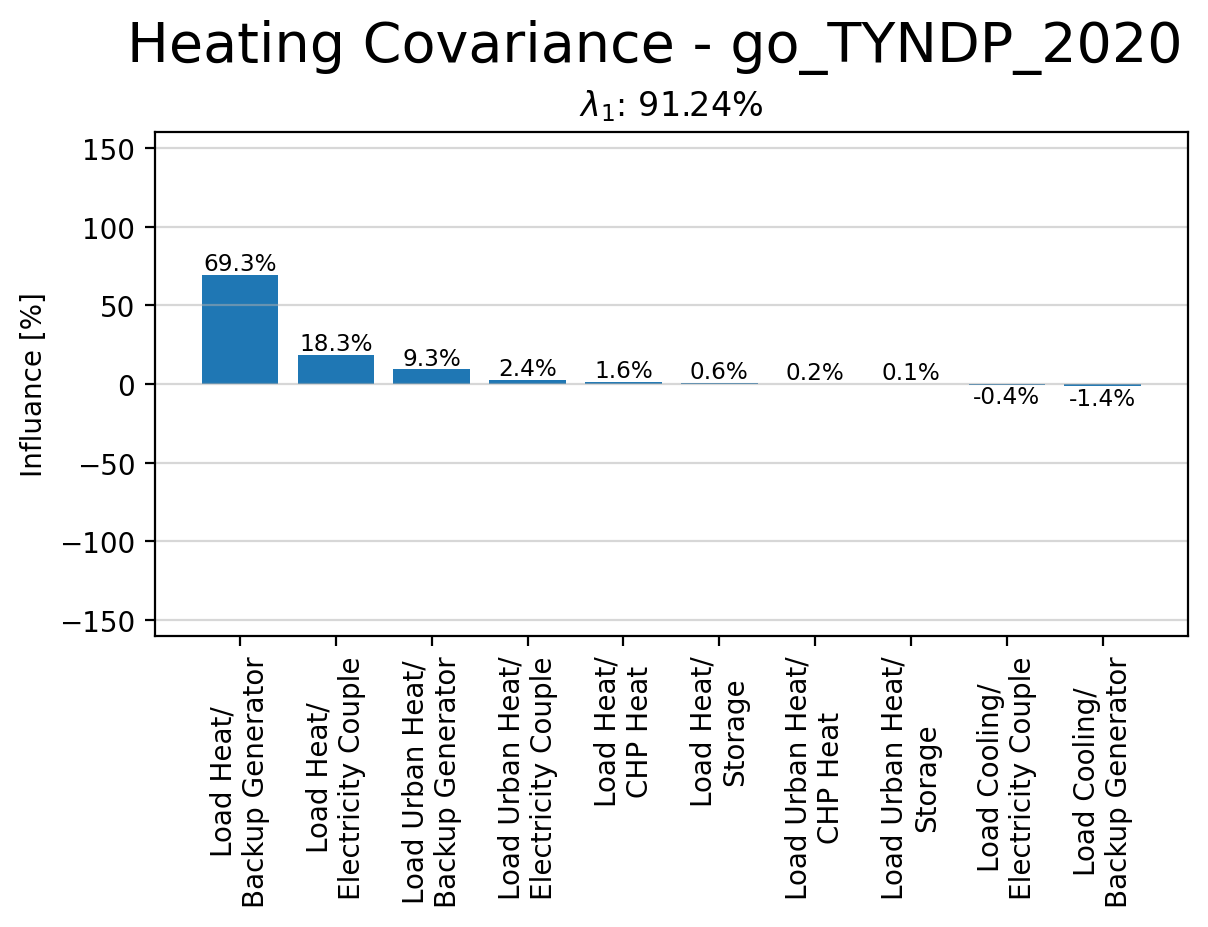 Heating Covariance - go_TYNDP_2020
λ₁: 91.24%
Influance [%]
150
100
50
0
−50
−100
−150
69.3%
18.3%
9.3%
2.4%
1.6%
0.6%
0.2%
0.1%
-0.4%
-1.4%
Load Heat/
Backup Generator
Load Heat/
Electricity Couple
Load Urban Heat/
Backup Generator
Load Urban Heat/
Electricity Couple
Load Heat/
CHP Heat
Load Heat/
Storage
Load Urban Heat/
CHP Heat
Load Urban Heat/
Storage
Load Cooling/
Electricity Couple
Load Cooling/
Backup Generator